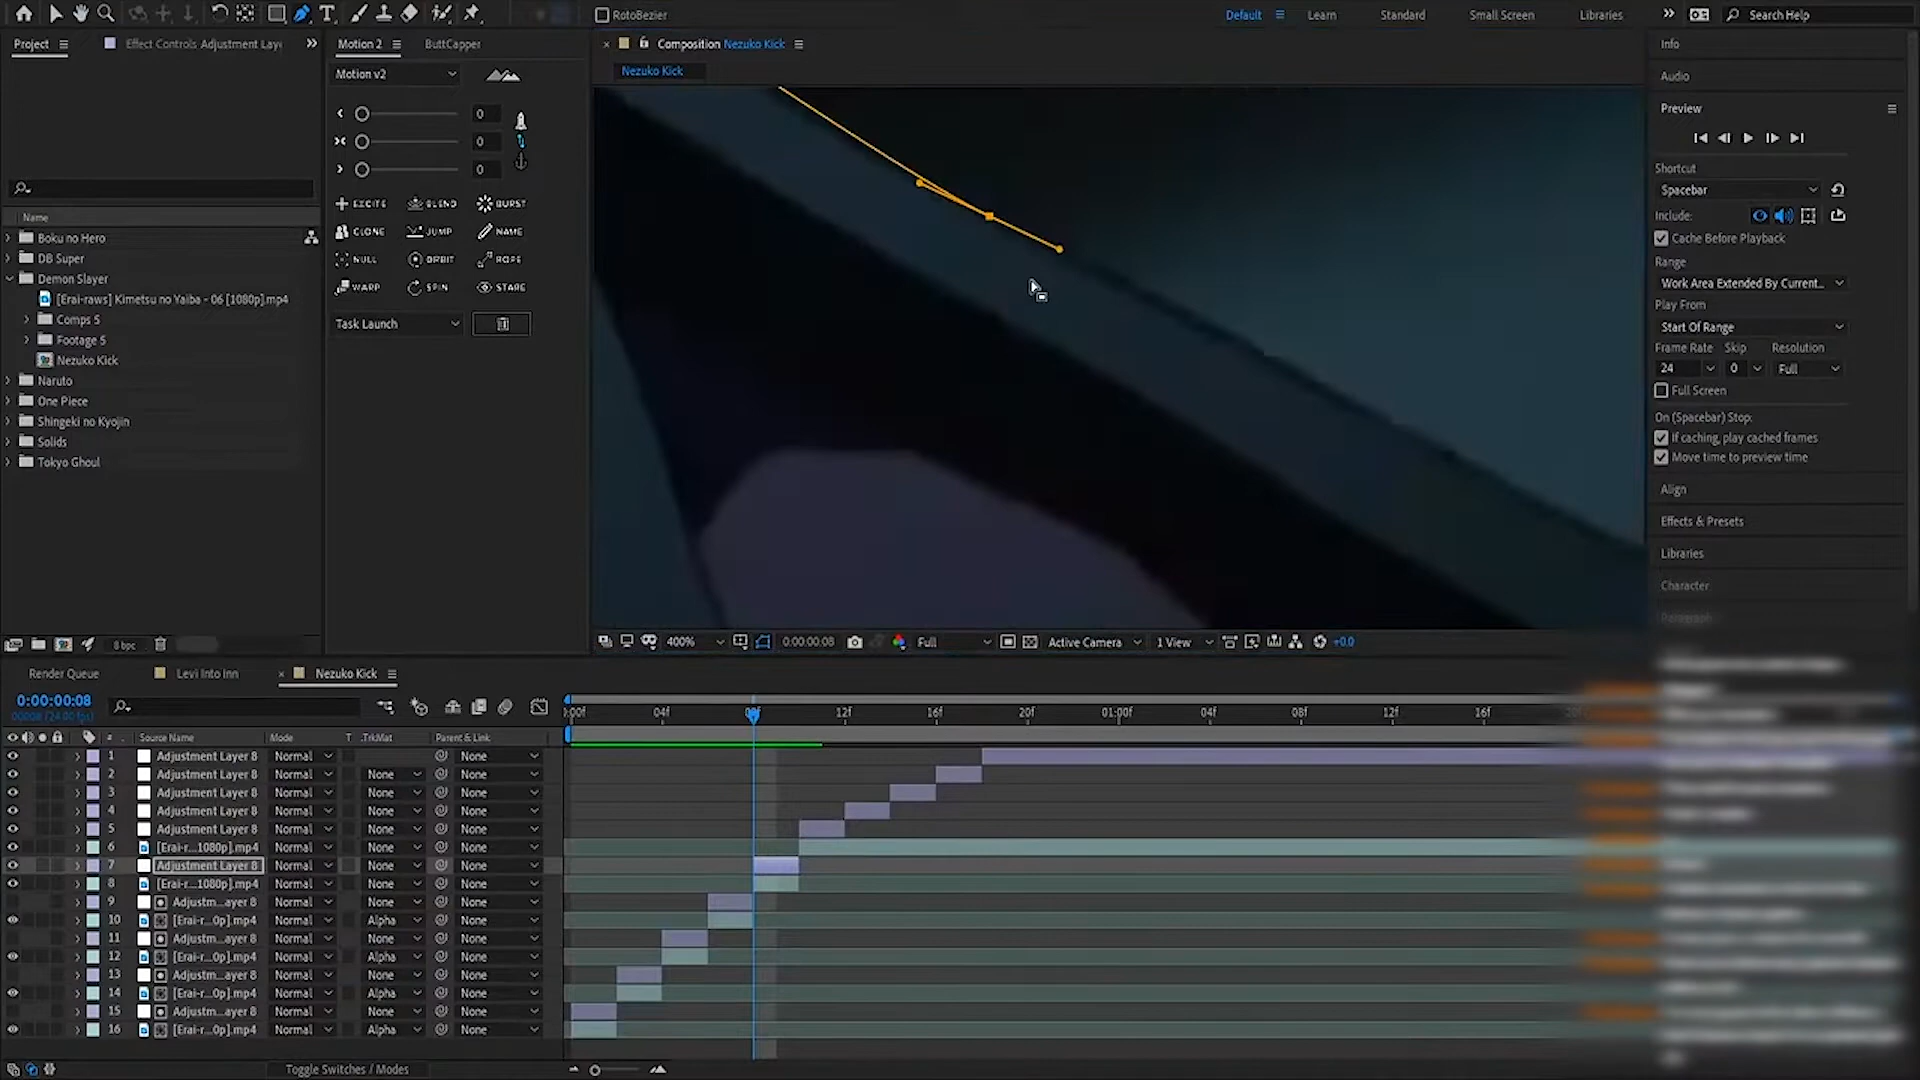 RotoBezier
Default
Learn
Standard
Small Screen
Libraries
Search Help
Project
Effect Controls Adjustment Laye
Motion 2
ButtCapper
Composition Nezuko Kick
Nezuko Kick
Motion v2
0
0
0
EXCITE
BLEND
BURST
CLONE
JUMP
NAME
NULL
ORBIT
ROPE
WARP
SPIN
STARE
Task Launch
Name
Boku no Hero
DB Super
Demon Slayer
[Erai-raws] Kimetsu no Yaiba - 06 [1080p].mp4
Comps 5
Footage 5
Nezuko Kick
Naruto
One Piece
Shingeki no Kyojin
Solids
Tokyo Ghoul
8 bpc
Info
Audio
Preview
Shortcut
Spacebar
Include:
Cache Before Playback
Range
Work Area Extended By Current...
Play From
Start Of Range
Frame Rate Skip Resolution
24 0 Full
Full Screen
On (Spacebar) Stop:
If caching, play cached frames
Move time to preview time
Align
Effects & Presets
Libraries
Character
Paragraph
400%
0:00:00:08
Full
Active Camera
1 View
+0.0
Render Queue
Levi Into Inn
Nezuko Kick
0:00:00:08
00008 (24.00 fps)
:00f 04f 08f 12f 16f 20f 01:00f 04f 08f 12f 16f 20f
# Source Name Mode T .TrkMat Parent & Link
1 Adjustment Layer 8 Normal None
2 Adjustment Layer 8 Normal None None
3 Adjustment Layer 8 Normal None None
4 Adjustment Layer 8 Normal None None
5 Adjustment Layer 8 Normal None None
6 [Erai-r...1080p].mp4 Normal None None
7 Adjustment Layer 8 Normal None None
8 [Erai-r...1080p].mp4 Normal None None
9 Adjustm...ayer 8 Normal None None
10 [Erai-r...0p].mp4 Normal Alpha None
11 Adjustm...ayer 8 Normal None None
12 [Erai-r...0p].mp4 Normal Alpha None
13 Adjustm...ayer 8 Normal None None
14 [Erai-r...0p].mp4 Normal Alpha None
15 Adjustm...ayer 8 Normal None None
16 [Erai-r...0p].mp4 Normal Alpha None
Toggle Switches / Modes